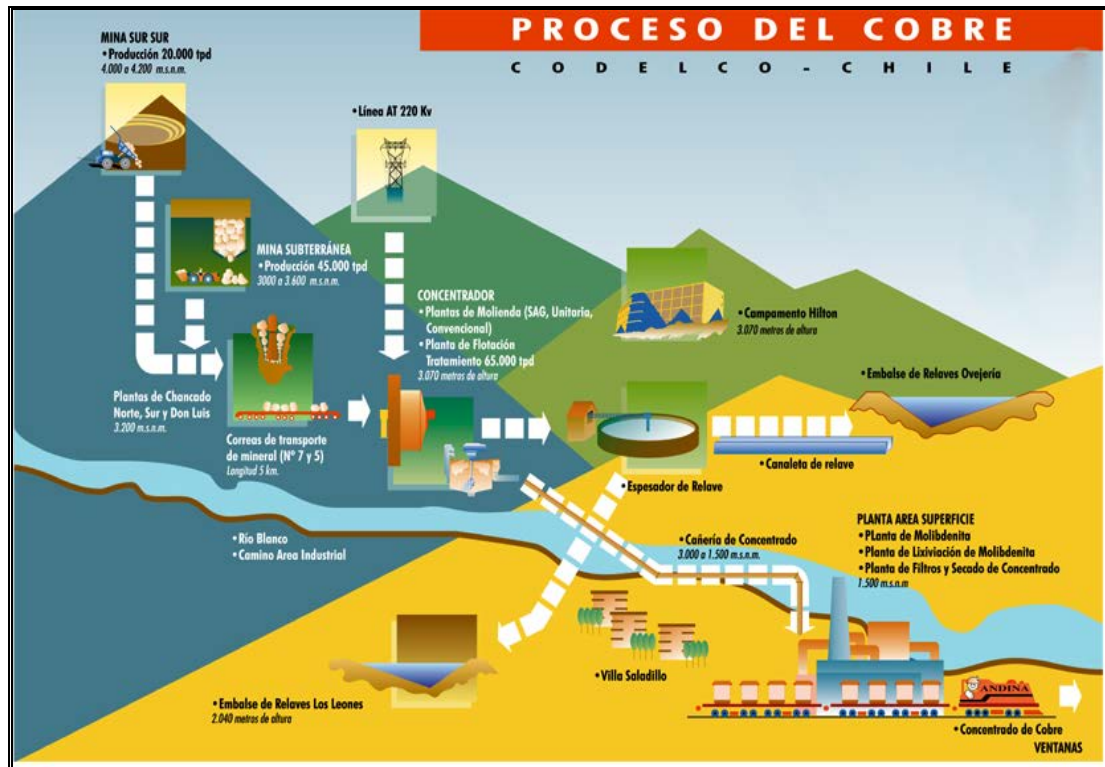 PROCESO DEL COBRE
CODELCO-CHILE
MINA SUR SUR
•Producción 20.000 tpd
4.000 a 4.200 m.s.n.m.
•Línea AT 220 Kv
MINA SUBTERRÁNEA
•Producción 45.000 tpd
3000 a 3.600 m.s.n.m.
CONCENTRADOR
•Plantas de Molienda (SAG, Unitaria,
Convencional)
•Planta de Flotación
Tratamiento 65.000 tpd
3.070 metros de altura
•Campamento Hilton
3.070 metros de altura
•Embalse de Relaves Ovejería
Plantas de Chancado
Norte, Sur y Don Luis
3.200 m.s.n.m.
Correas de transporte
de mineral (Nº 7 y 5)
Longitud 5 km.
•Canaleta de relave
•Espesador de Relave
•Río Blanco
•Camino Area Industrial
•Cañería de Concentrado
3.000 a 1.500 m.s.n.m.
PLANTA AREA SUPERFICIE
•PLanta de Molibdenita
•Planta de Lixiviación de Molibdenita
•Planta de Filtros y Secado de Concentrado
1.500 m.s.n.m
•Villa Saladillo
•Embalse de Relaves Los Leones
2.040 metros de altura
ANDINA
•Concentrado de Cobre
VENTANAS